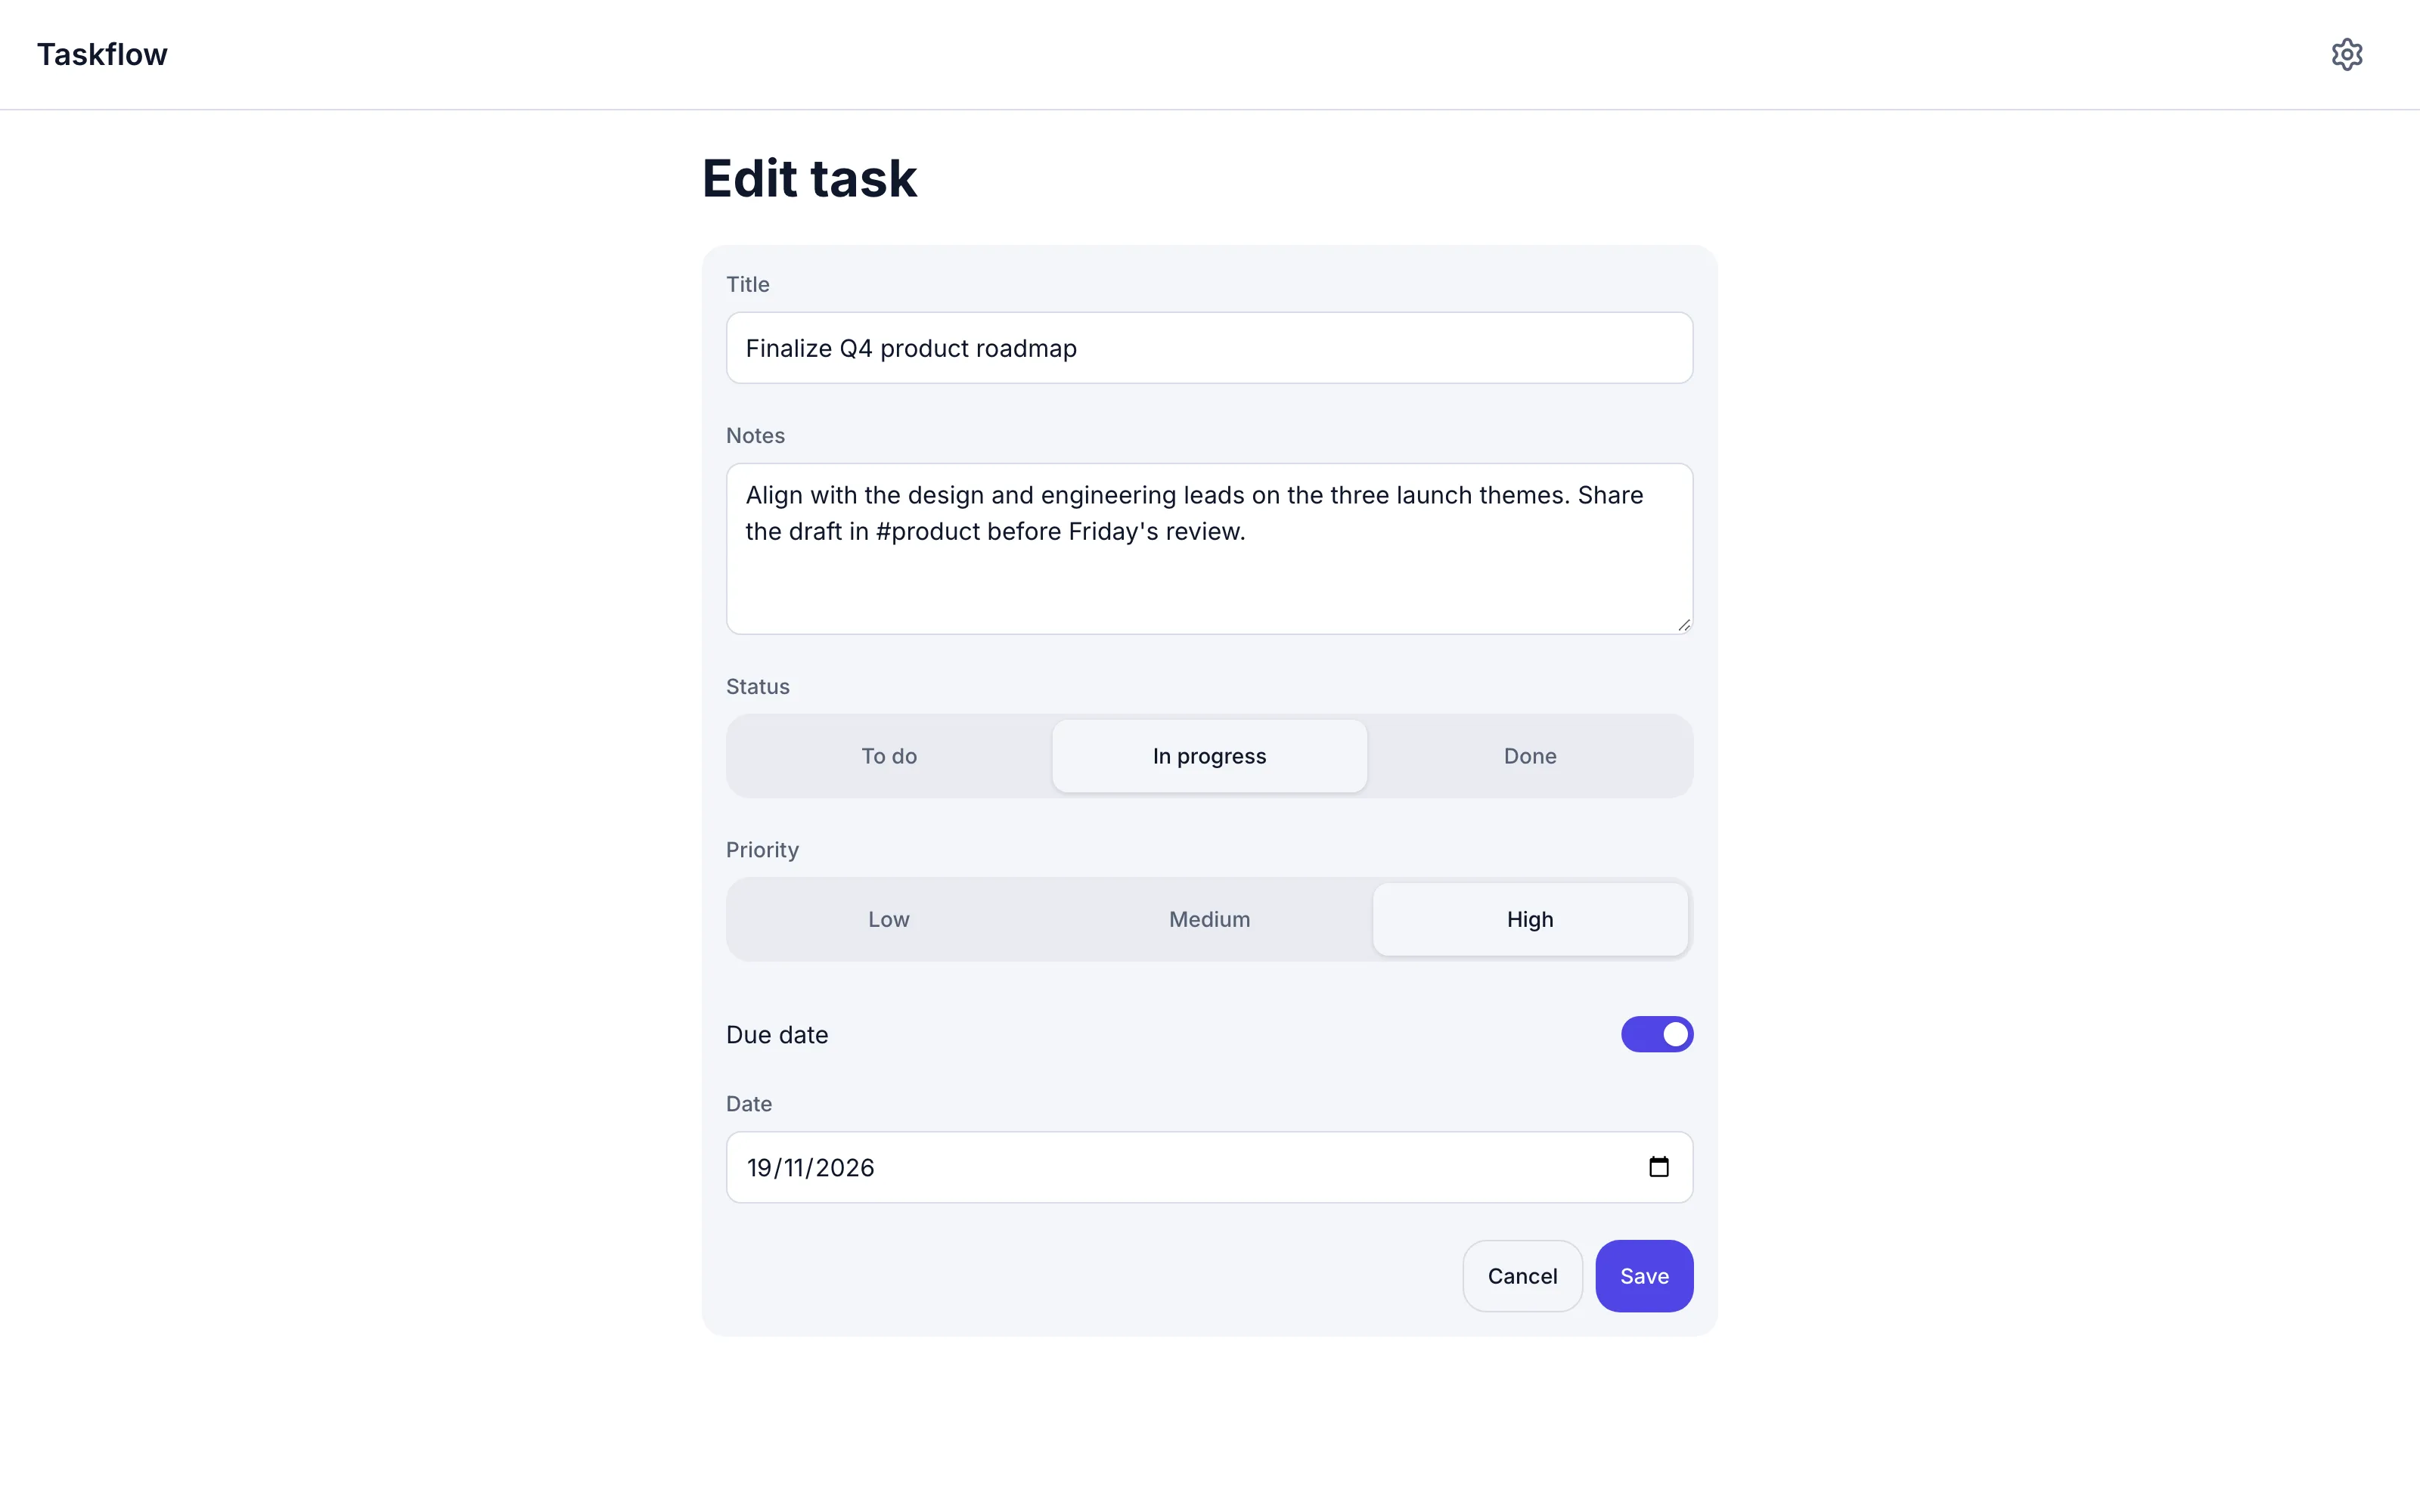 Taskflow
Edit task
Title
Finalize Q4 product roadmap
Notes
Align with the design and engineering leads on the three launch themes. Share
the draft in #product before Friday's review.
Status
To do
In progress
Done
Priority
Low
Medium
High
Due date
Date
19/11/2026
Cancel
Save